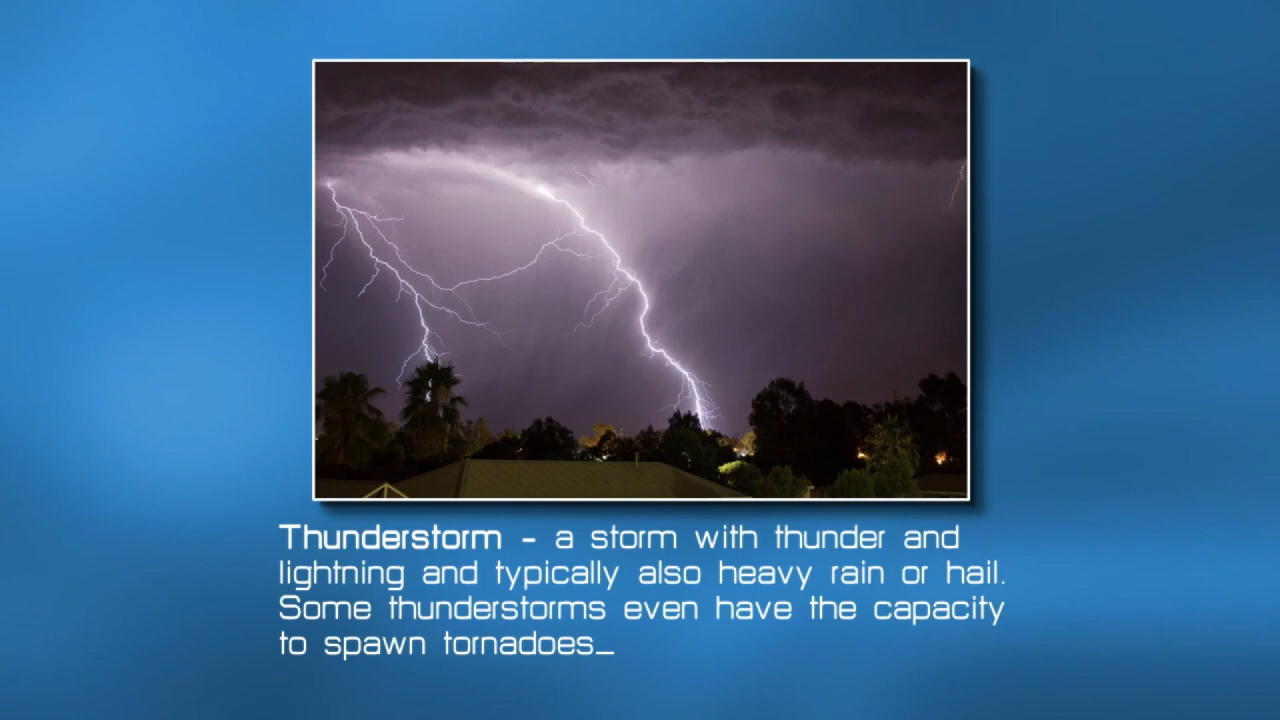 Thunderstorm - a storm with thunder and
lightning and typically also heavy rain or hail.
Some thunderstorms even have the capacity
to spawn tornadoes_